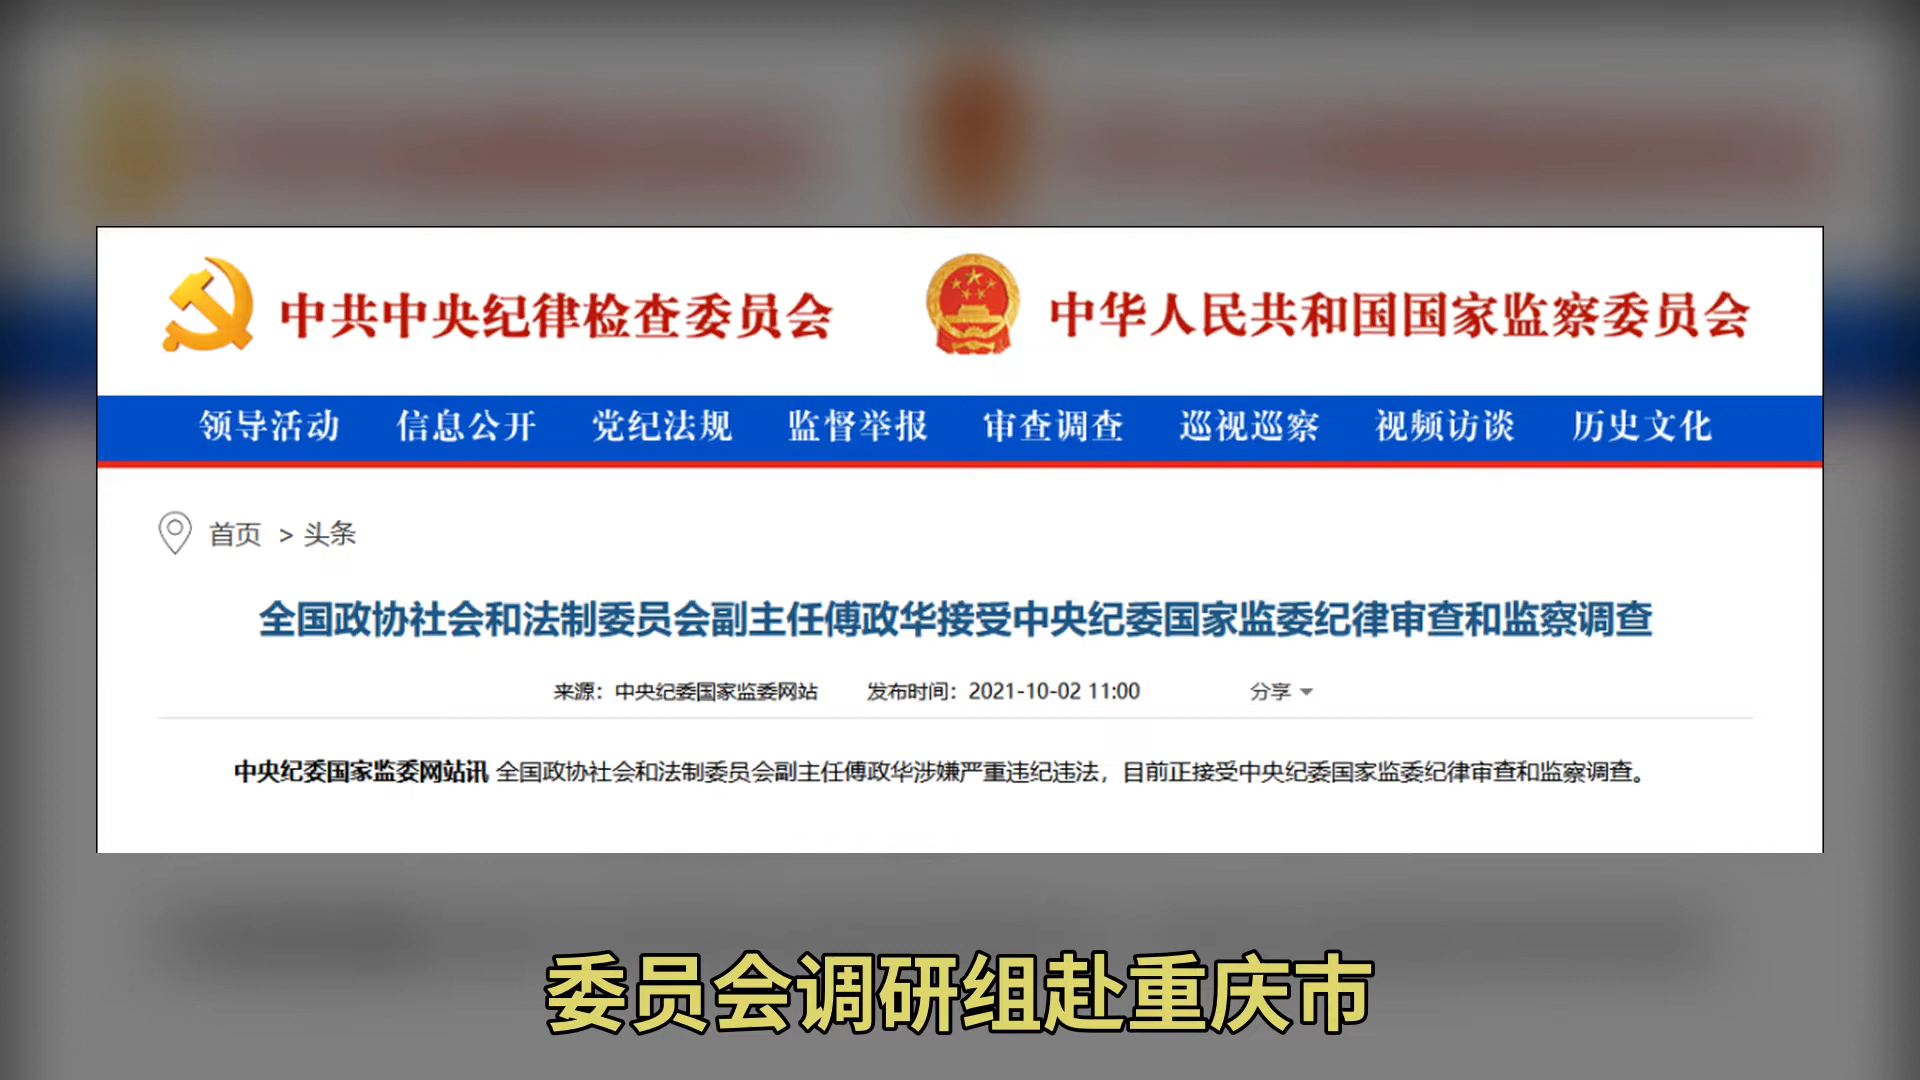 中共中央纪律检查委员会 中华人民共和国国家监察委员会
领导活动 信息公开 党纪法规 监督举报 审查调查 巡视巡察 视频访谈 历史文化
首页 > 头条
全国政协社会和法制委员会副主任傅政华接受中央纪委国家监委纪律审查和监察调查
来源：中央纪委国家监委网站 发布时间：2021-10-02 11:00 分享
中央纪委国家监委网站讯 全国政协社会和法制委员会副主任傅政华涉嫌严重违纪违法，目前正接受中央纪委国家监委纪律审查和监察调查。
委员会调研组赴重庆市